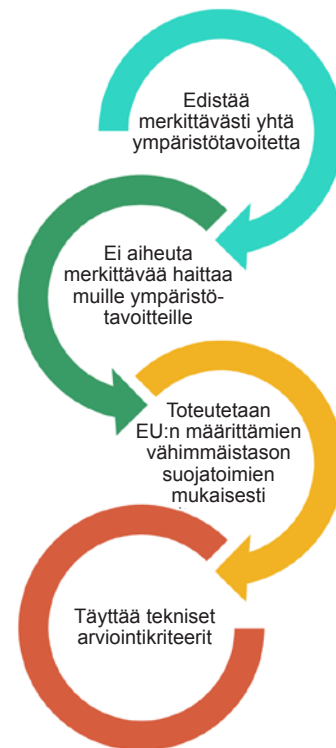 Edistää
merkittävästi yhtä
ympäristötavoitetta
Ei aiheuta
merkittävää haittaa
muille ympäristö-
tavoitteille
Toteutetaan
EU:n määrittämien
vähimmäistason
suojatoimien
mukaisesti
Täyttää tekniset
arviointikriteerit